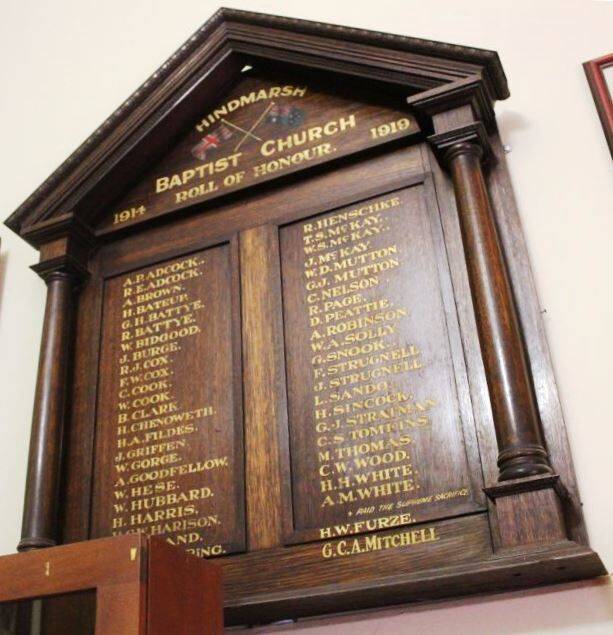 HINDMARSH
BAPTIST CHURCH
1914 ROLL OF HONOUR. 1919
A.P. ADCOCK.
R.E. ADCOCK.
A. BROWN.
H. BATEUP.
G.H. BATTYE.
R. BATTYE.
W. BIDGOOD.
J. BURGE.
R.J. COX.
F.W. COX.
C. COOK.
W. COOK.
B. CLARK.
H. CHENOWETH.
H.A. FILDES.
J. GRIFFEN.
W. GORGE.
A. GOODFELLOW.
W. HESE.
W. HUBBARD.
H. HARRIS.
HARISON.
R. HENSCHKE.
T.S. McKAY.
W.S. McKAY.
J. McKAY.
W.D. MUTTON
G.J. MUTTON
C. NELSON
R. PAGE.
D. PEATTIE.
A. ROBINSON
W.A. SOLLY
G. SNOOK.
F. STRUGNELL
J. STRUGNELL
L. SANDO.
H. SINCOCK.
G.J. STRATMAN
C.S. TOMKINS
M. THOMAS.
C.W. WOOD.
H.H. WHITE.
A.M. WHITE.
PAID THE SUPREME SACRIFICE
H.W. FURZE.
G.C.A. MITCHELL